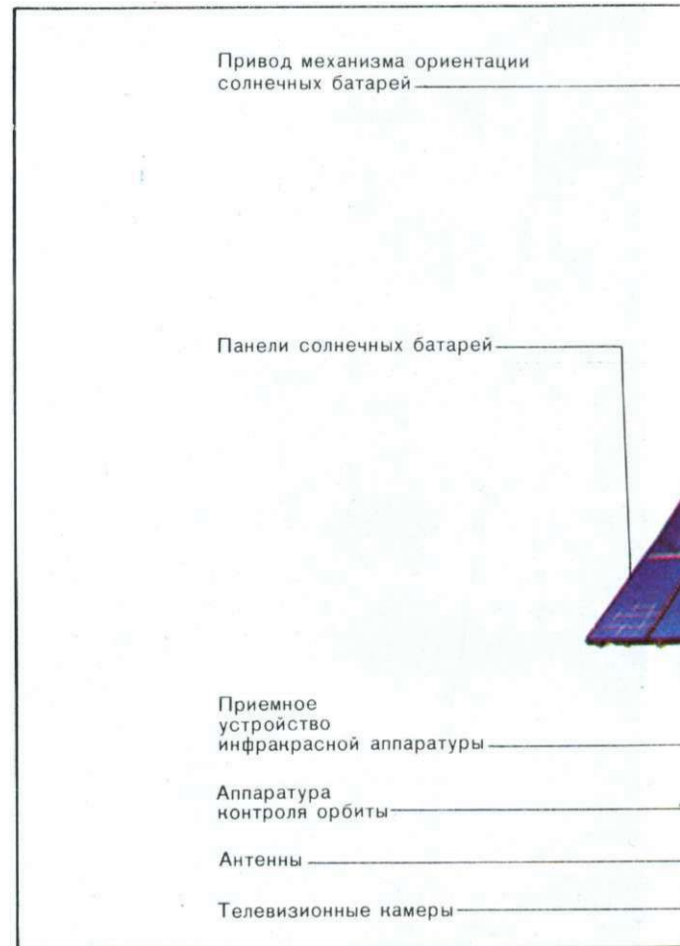 Привод механизма ориентации
солнечных батарей
Панели солнечных батарей
Приемное
устройство
инфракрасной аппаратуры
Аппаратура
контроля орбиты
Антенны
Телевизионные камеры